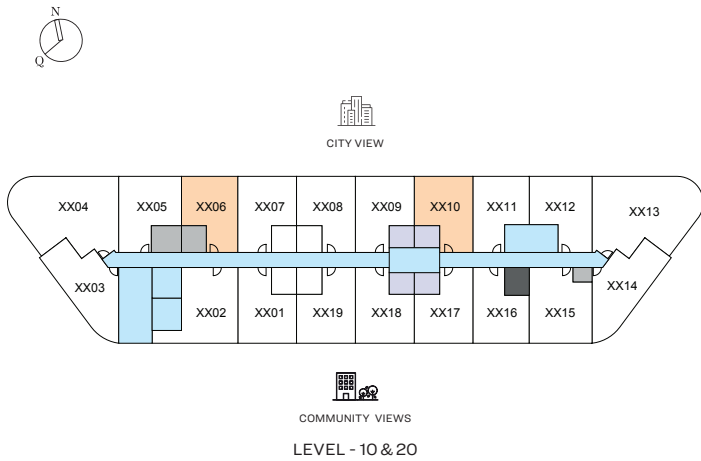 N
Q
CITY VIEW
XX04
XX05
XX06
XX07
XX08
XX09
XX10
XX11
XX12
XX13
XX03
XX02
XX01
XX19
XX18
XX17
XX16
XX15
XX14
COMMUNITY VIEWS
LEVEL - 10 & 20